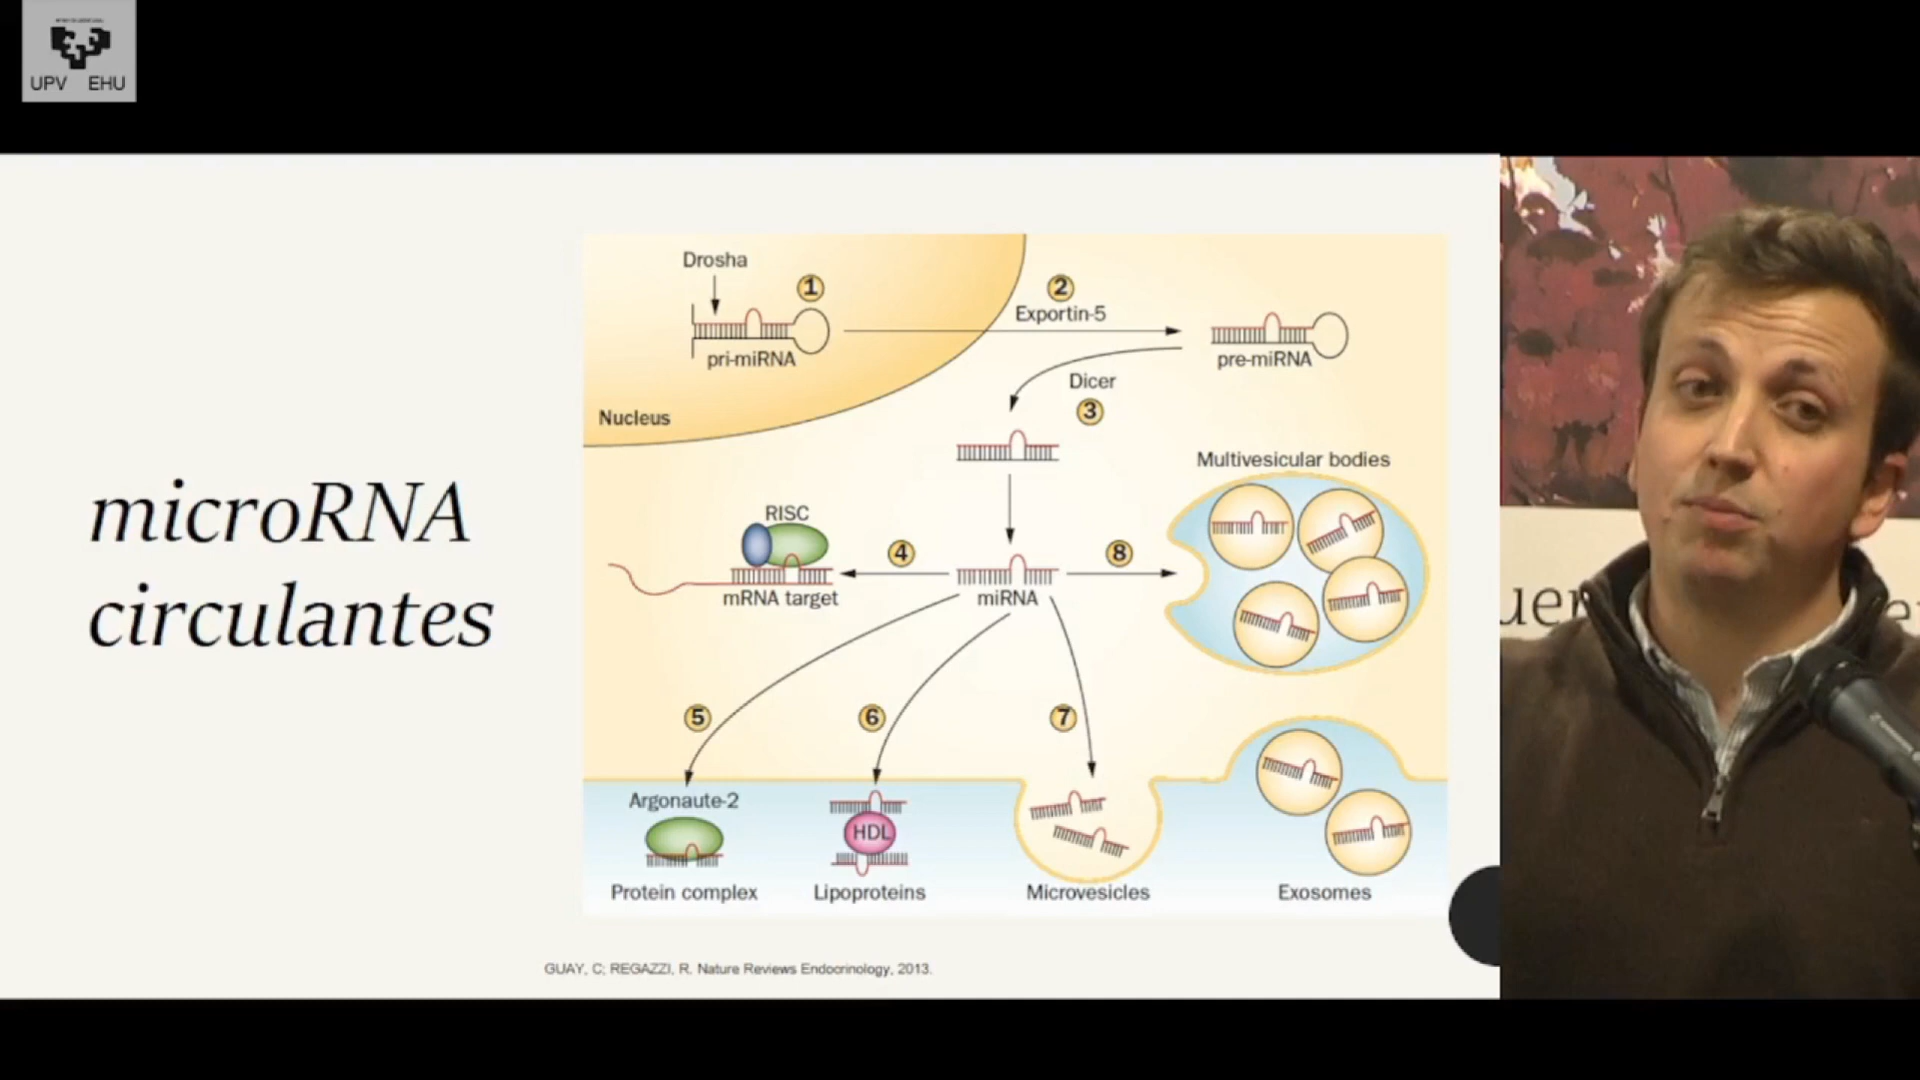 UPV EHU
microRNA
circulantes
Drosha
1
pri-miRNA
Nucleus
2
Exportin-5
pre-miRNA
Dicer
3
Multivesicular bodies
RISC
mRNA target
4
miRNA
8
5
6
7
Argonaute-2
Protein complex
HDL
Lipoproteins
Microvesicles
Exosomes
GUAY, C; REGAZZI, R. Nature Reviews Endocrinology, 2013.